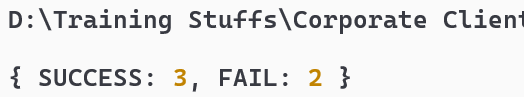 D:\Training Stuffs\Corporate Client
{ SUCCESS: 3, FAIL: 2 }